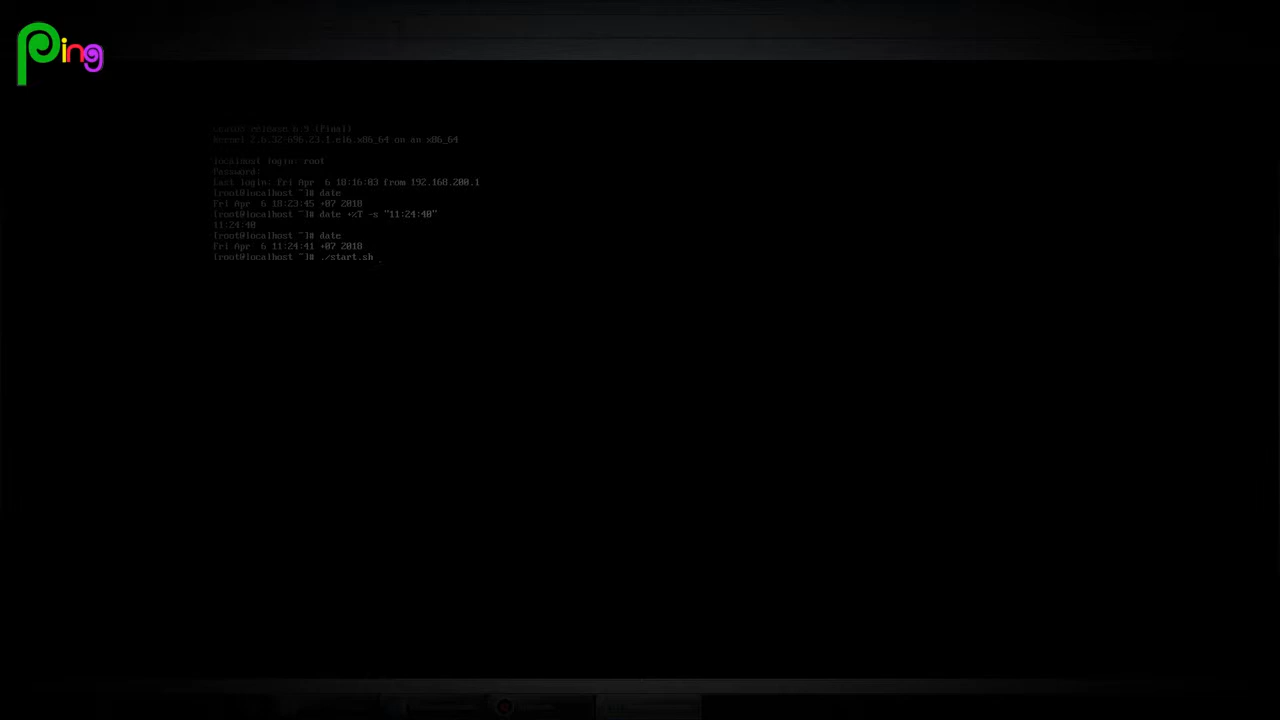 Ping
CentOS release 6.9 (Final)
Kernel 2.6.32-696.23.1.el6.x86_64 on an x86_64
localhost login: root
Password:
Last login: Fri Apr  6 18:16:03 from 192.168.200.1
[root@localhost ~]# date
Fri Apr  6 18:23:45 +07 2018
[root@localhost ~]# date +%T -s "11:24:40"
11:24:40
[root@localhost ~]# date
Fri Apr  6 11:24:41 +07 2018
[root@localhost ~]# ./start.sh